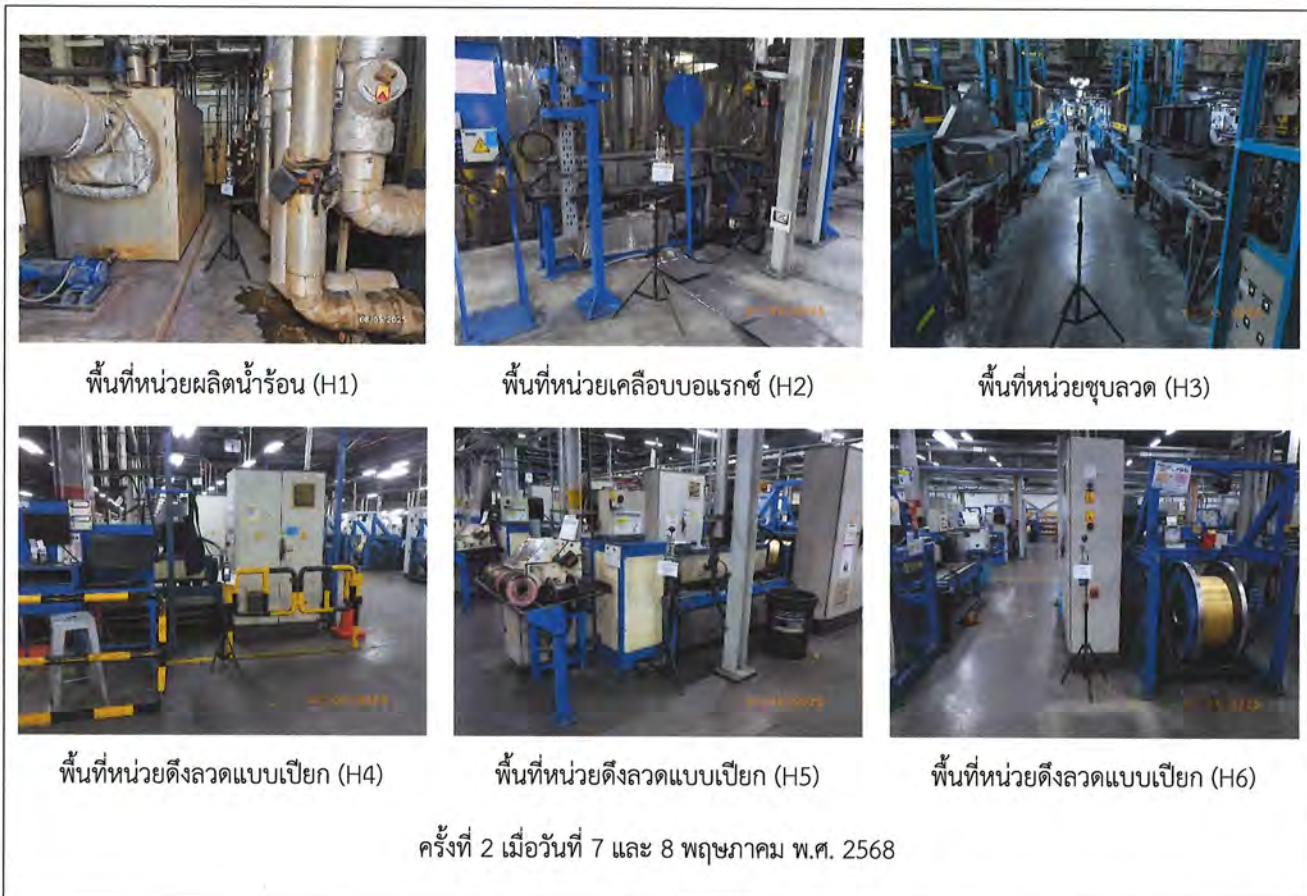 08/05/2025
พื้นที่หน่วยผลิตน้ำร้อน (H1)
พื้นที่หน่วยเคลือบบอแรกซ์ (H2)
พื้นที่หน่วยชุบลวด (H3)
พื้นที่หน่วยดึงลวดแบบเปียก (H4)
พื้นที่หน่วยดึงลวดแบบเปียก (H5)
พื้นที่หน่วยดึงลวดแบบเปียก (H6)
ครั้งที่ 2 เมื่อวันที่ 7 และ 8 พฤษภาคม พ.ศ. 2568